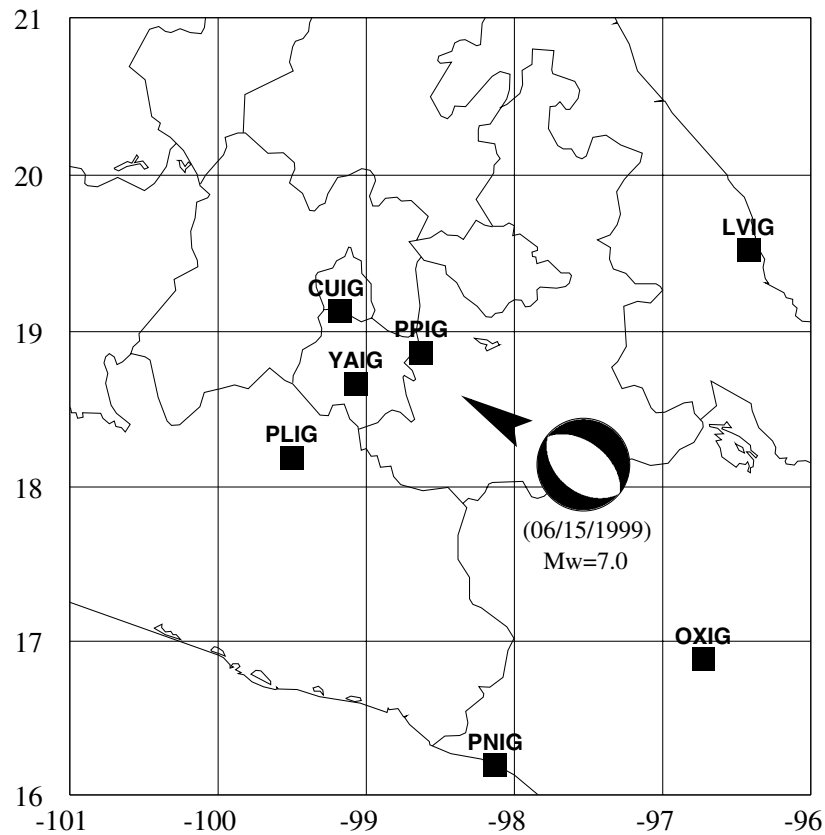 21
20
LVIG
CUIG
19
PPIG
YAIG
PLIG
18
(06/15/1999)
Mw=7.0
17
OXIG
PNIG
16
-101
-100
-99
-98
-97
-96